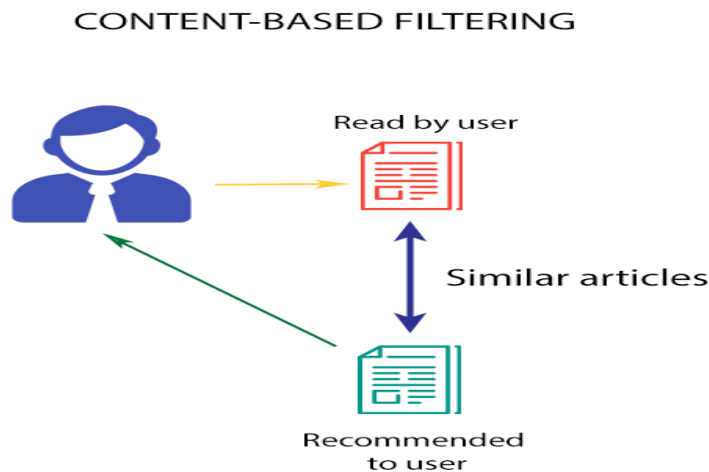 CONTENT-BASED FILTERING
Read by user
Similar articles
Recommended
to user